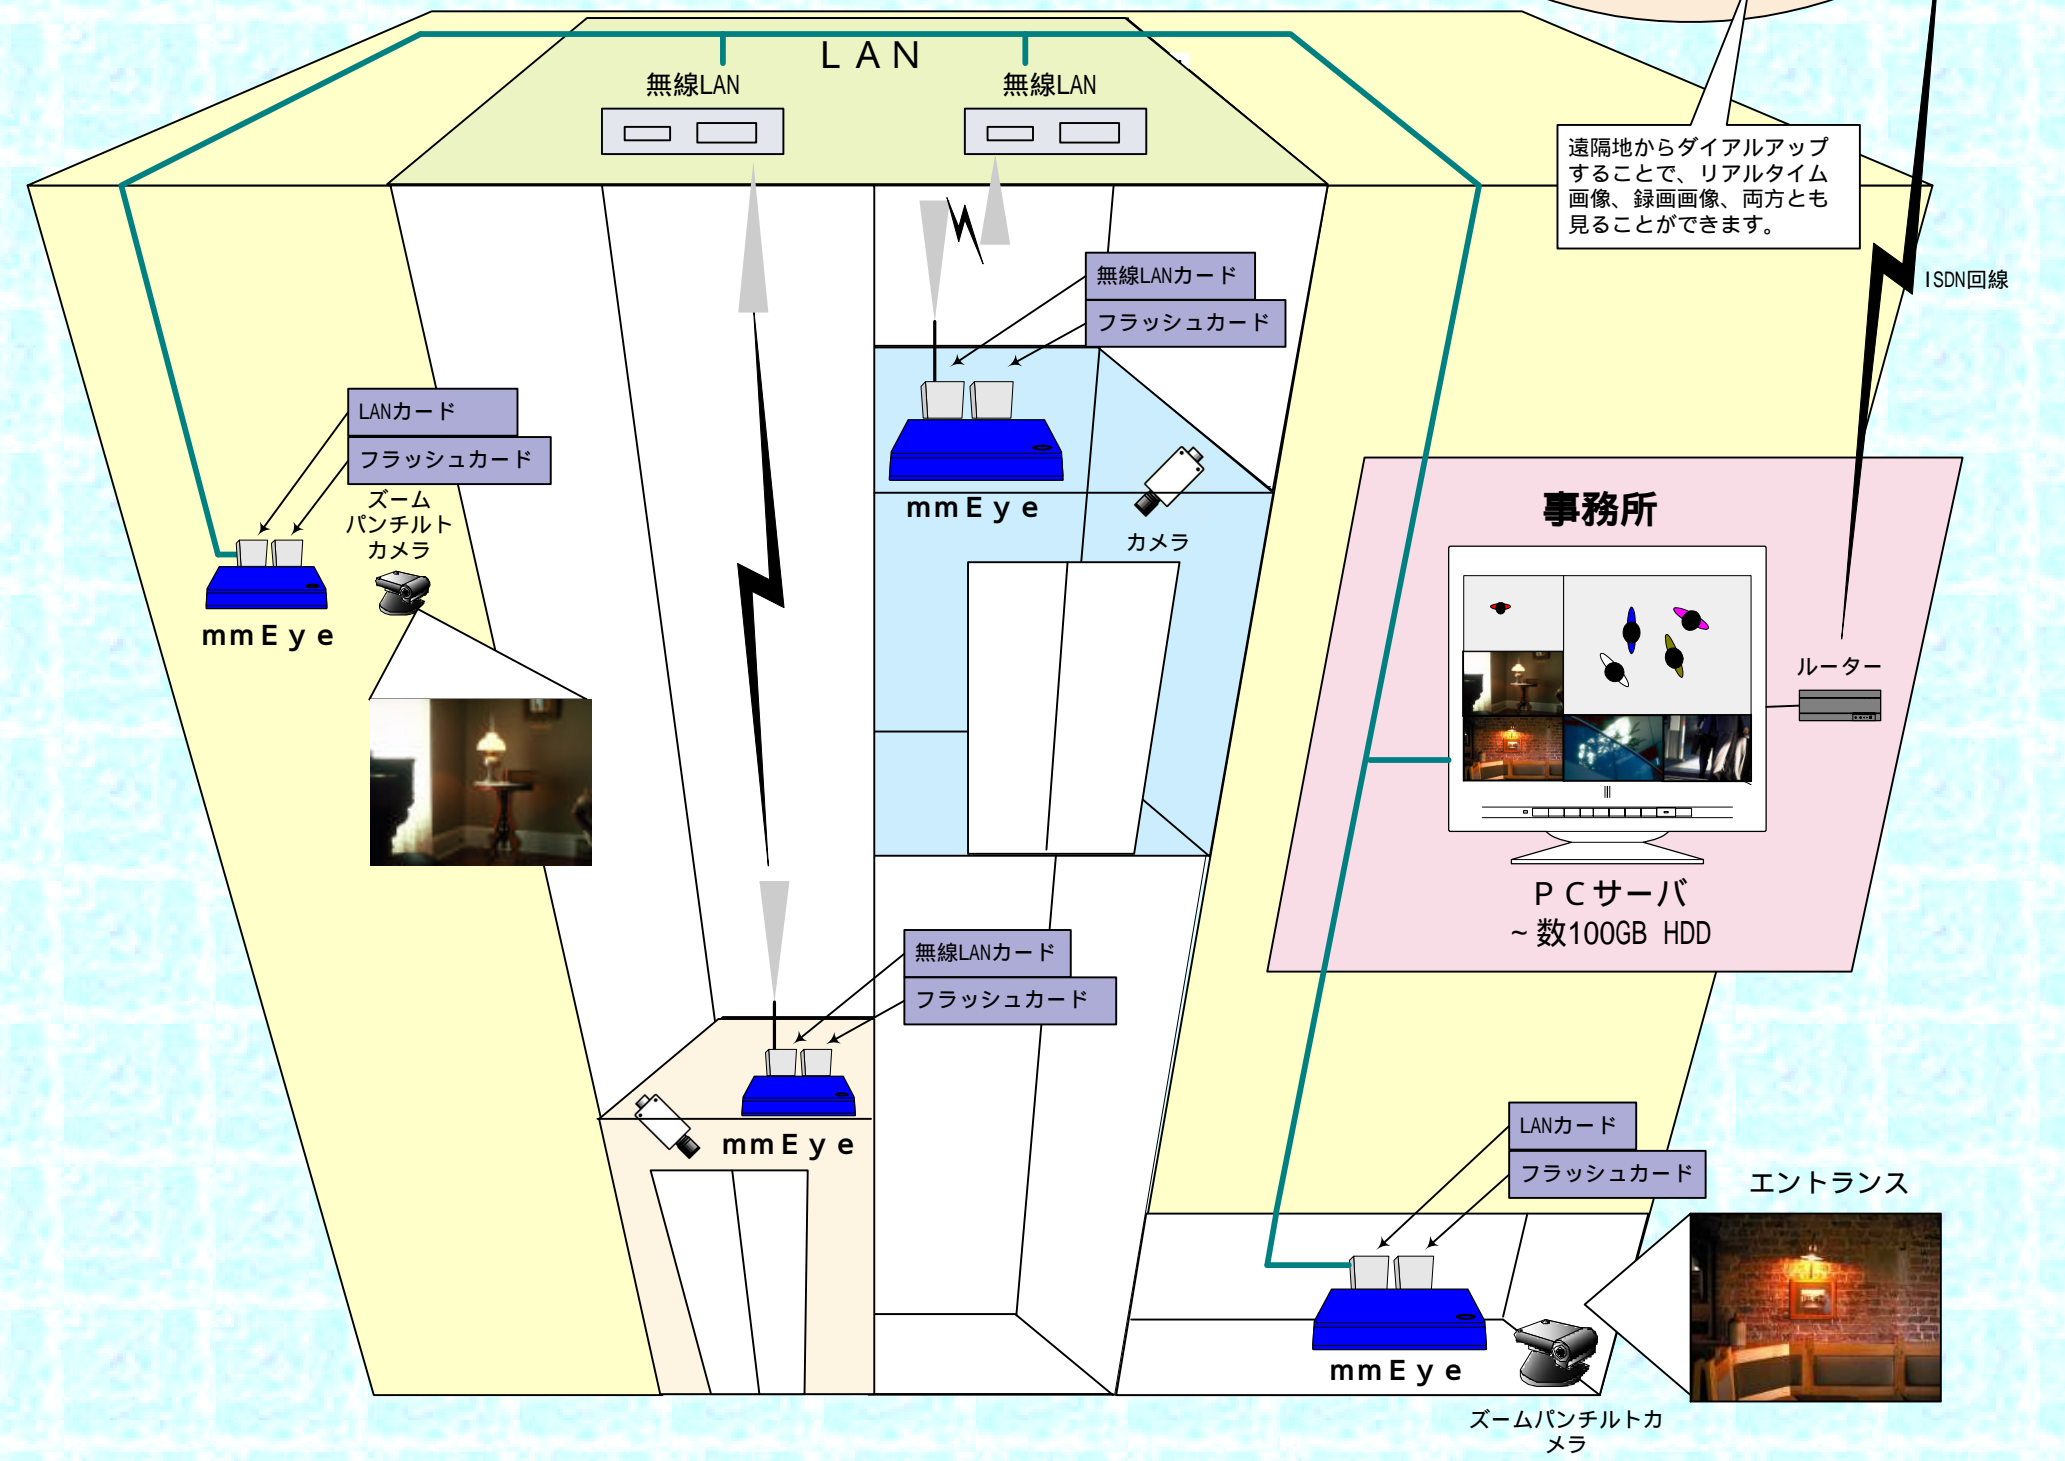 ＬＡＮ
無線LAN
無線LAN
遠隔地からダイアルアップ
することで、リアルタイム
画像、録画画像、両方とも
見ることができます。
ISDN回線
無線LANカード
フラッシュカード
LANカード
フラッシュカード
ズーム
パンチルト
カメラ
mmＥｙｅ
mmＥｙｅ
カメラ
事務所
ルーター
ＰＣサーバ
~数100GB HDD
無線LANカード
フラッシュカード
mmＥｙｅ
LANカード
フラッシュカード
エントランス
mmＥｙｅ
ズームパンチルトカ
メラ